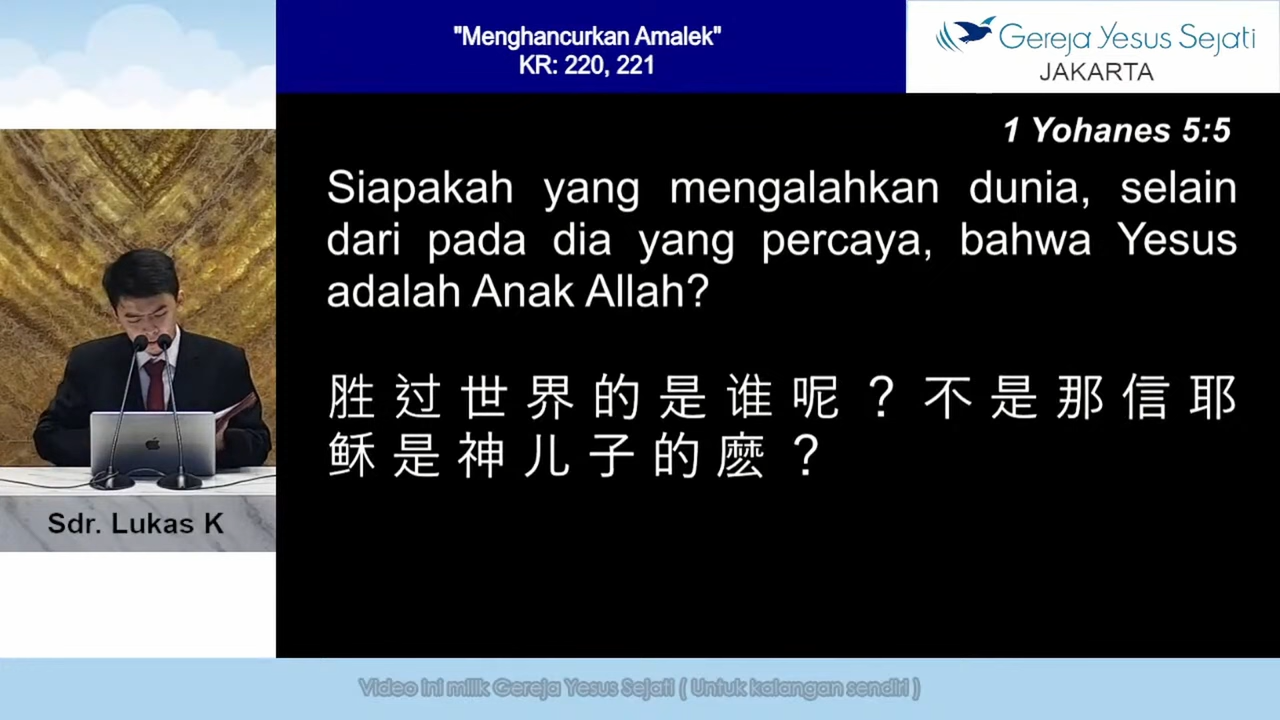 "Menghancurkan Amalek"
KR: 220, 221
Gereja Yesus Sejati
JAKARTA
1 Yohanes 5:5
Siapakah yang mengalahkan dunia, selain
dari pada dia yang percaya, bahwa Yesus
adalah Anak Allah?
胜过世界的是谁呢？不是那信耶
稣是神儿子的麽？
Sdr. Lukas K
Video ini milik Gereja Yesus Sejati ( Untuk kalangan sendiri )